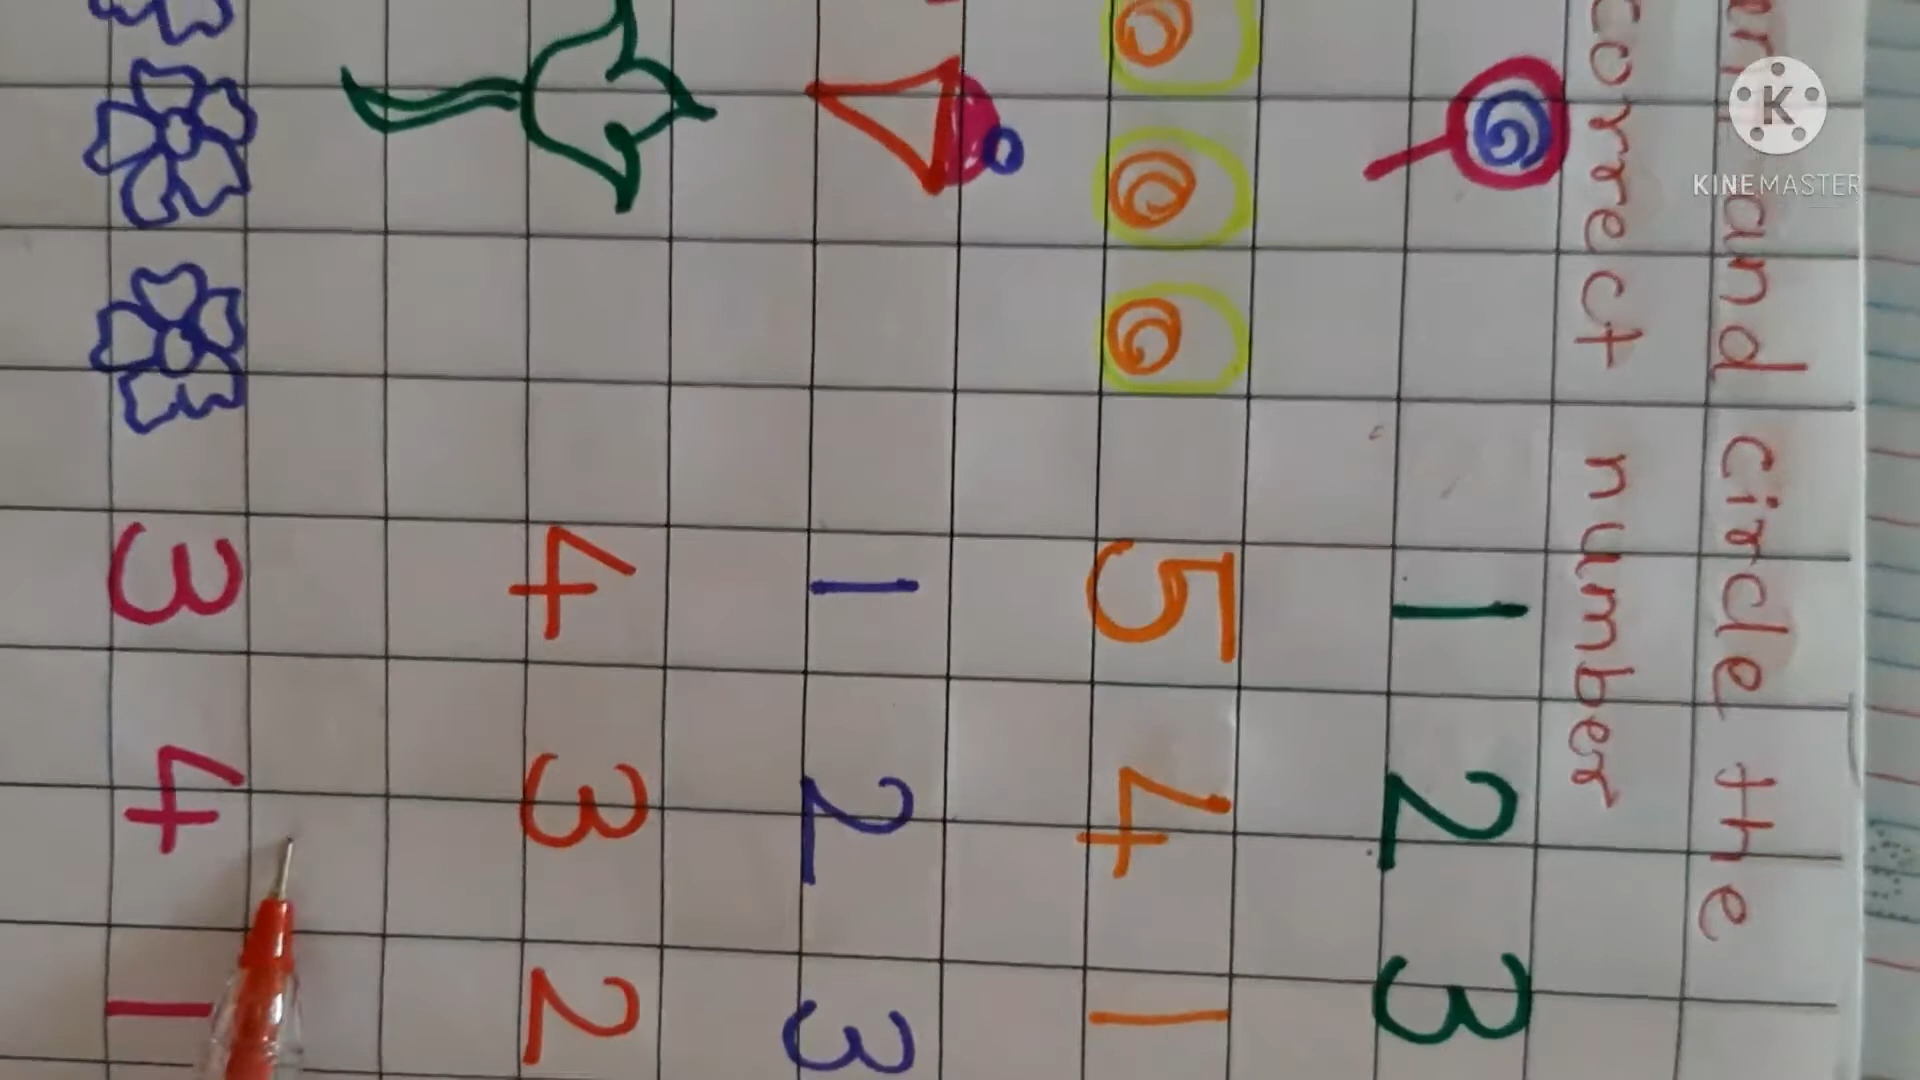 and circle the
correct number
1 2 3
5 4 1
1 2 3
4 3 2
3 4 1
KINEMASTER